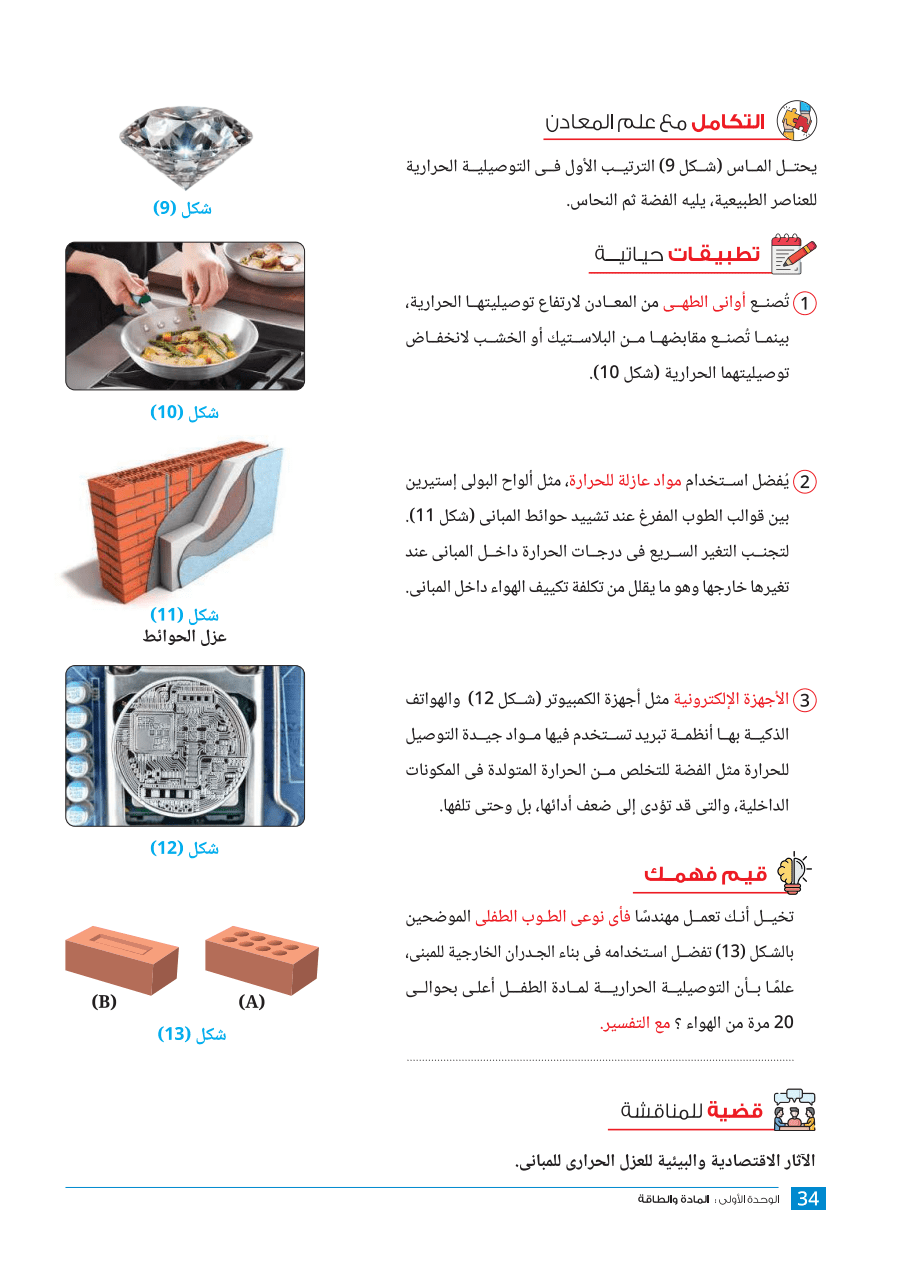 التكامل مع علم المعادن
يحتل الماس (شكل 9) الترتيب الأول فى التوصيلية الحرارية
للعناصر الطبيعية، يليه الفضة ثم النحاس.
شكل (9)
تطبيقات حياتية
1 تُصنع أوانى الطهى من المعادن لارتفاع توصيليتها الحرارية،
بينما تُصنع مقابضها من البلاستيك أو الخشب لانخفاض
توصيليتهما الحرارية (شكل 10).
شكل (10)
2 يُفضل استخدام مواد عازلة للحرارة، مثل ألواح البولى إستيرين
بين قوالب الطوب المفرغ عند تشييد حوائط المبانى (شكل 11).
لتجنب التغير السريع فى درجات الحرارة داخل المبانى عند
تغيرها خارجها وهو ما يقلل من تكلفة تكييف الهواء داخل المبانى.
شكل (11)
عزل الحوائط
3 الأجهزة الإلكترونية مثل أجهزة الكمبيوتر (شكل 12) والهواتف
الذكية بها أنظمة تبريد تستخدم فيها مواد جيدة التوصيل
للحرارة مثل الفضة للتخلص من الحرارة المتولدة فى المكونات
الداخلية، والتى قد تؤدى إلى ضعف أدائها، بل وحتى تلفها.
شكل (12)
قيم فهمك
تخيل أنك تعمل مهندسًا فأى نوعى الطوب الطفلى الموضحين
بالشكل (13) تفضل استخدامه فى بناء الجدران الخارجية للمبنى،
علمًا بأن التوصيلية الحرارية لمادة الطفل أعلى بحوالى
20 مرة من الهواء ؟ مع التفسير.
(A)
(B)
شكل (13)
قضية للمناقشة
الآثار الاقتصادية والبيئية للعزل الحرارى للمبانى.
34 الوحدة الأولى : المادة والطاقة